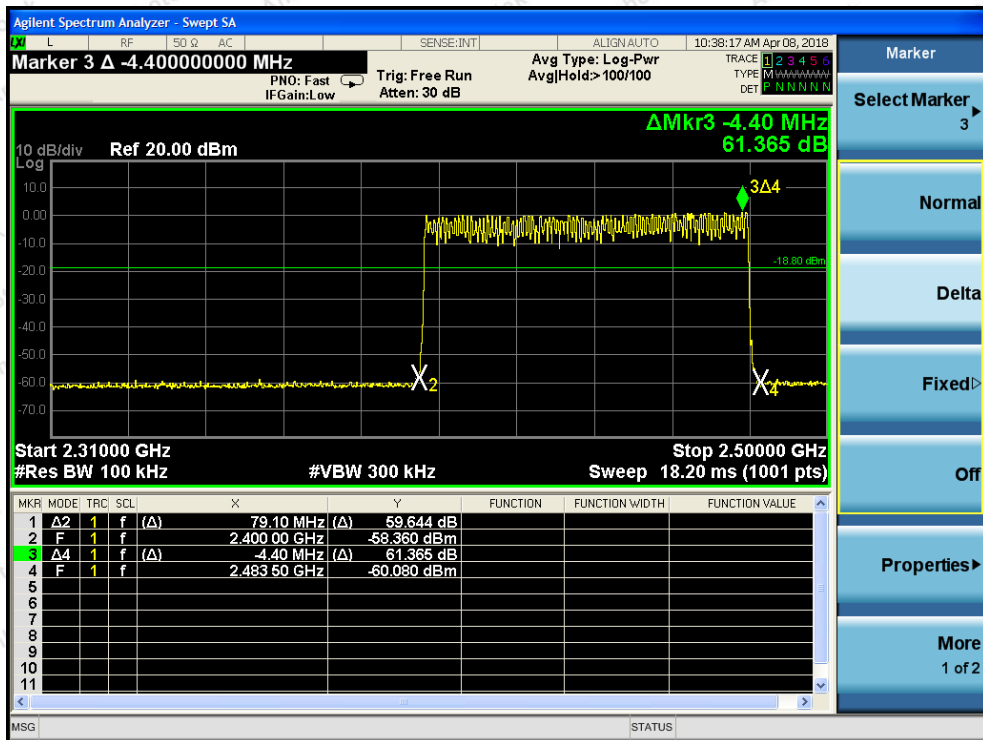 Agilent Spectrum Analyzer - Swept SA
LXI L RF 50 Ω AC SENSE:INT ALIGN AUTO 10:38:17 AM Apr 08, 2018
Marker 3 Δ -4.400000000 MHz
PNO: Fast
IFGain:Low
Trig: Free Run
Atten: 30 dB
Avg Type: Log-Pwr
Avg|Hold:> 100/100
TRACE 1 2 3 4 5 6
TYPE M
DET P N N N N N
ΔMkr3 -4.40 MHz
61.365 dB
10 dB/div Ref 20.00 dBm
Log
3Δ4
10.0
0.00
-10.0
-18.80 dBm
-20.0
-30.0
-40.0
-50.0
-60.0
2
4
-70.0
Start 2.31000 GHz Stop 2.50000 GHz
#Res BW 100 kHz #VBW 300 kHz Sweep 18.20 ms (1001 pts)
MKR MODE TRC SCL X Y FUNCTION FUNCTION WIDTH FUNCTION VALUE
1 Δ2 1 f (Δ) 79.10 MHz (Δ) 59.644 dB
2 F 1 f 2.400 00 GHz -58.360 dBm
3 Δ4 1 f (Δ) -4.40 MHz (Δ) 61.365 dB
4 F 1 f 2.483 50 GHz -60.080 dBm
5
6
7
8
9
10
11
MSG STATUS
Marker
Select Marker
3
Normal
Delta
Fixed
Off
Properties
More
1 of 2